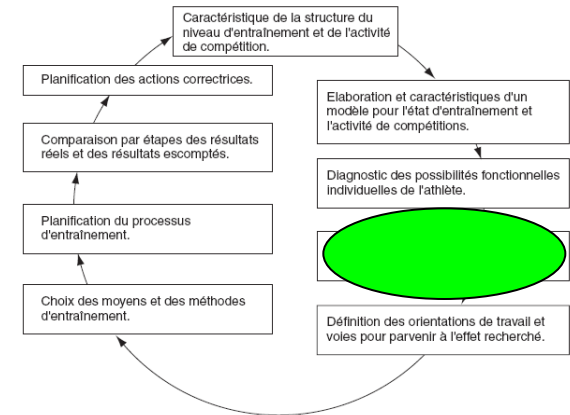 Caractéristique de la structure du
niveau d'entraînement et de l'activité
de compétition.
Elaboration et caractéristiques d'un
modèle pour l'état d'entraînement et
l'activité de compétitions.
Diagnostic des possibilités fonctionnelles
individuelles de l'athlète.
Définition des orientations de travail et
voies pour parvenir à l'effet recherché.
Choix des moyens et des méthodes
d'entraînement.
Planification du processus
d'entraînement.
Comparaison par étapes des résultats
réels et des résultats escomptés.
Planification des actions correctrices.